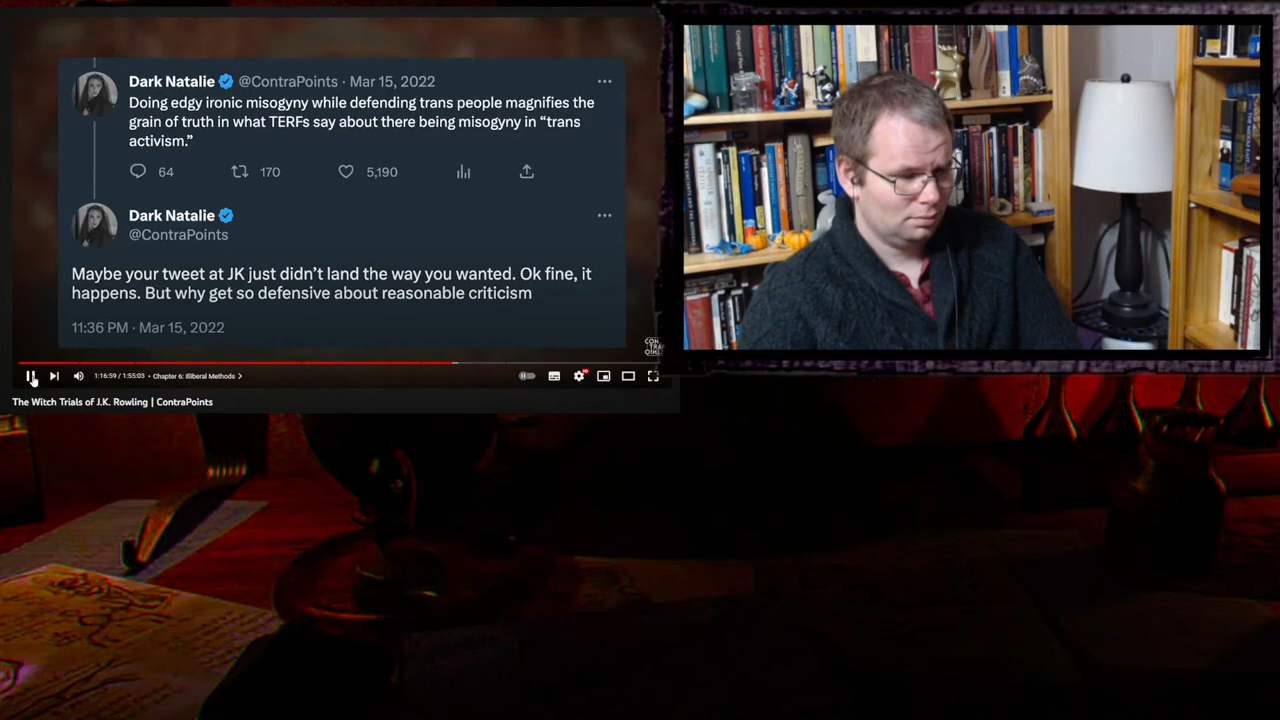 Dark Natalie @ContraPoints · Mar 15, 2022
Doing edgy ironic misogyny while defending trans people magnifies the
grain of truth in what TERFs say about there being misogyny in “trans
activism.”
64 170 5,190
Dark Natalie
@ContraPoints
Maybe your tweet at JK just didn’t land the way you wanted. Ok fine, it
happens. But why get so defensive about reasonable criticism
11:36 PM · Mar 15, 2022
1:16:59 / 1:55:03 • Chapter 6: Illiberal Methods >
The Witch Trials of J.K. Rowling | ContraPoints